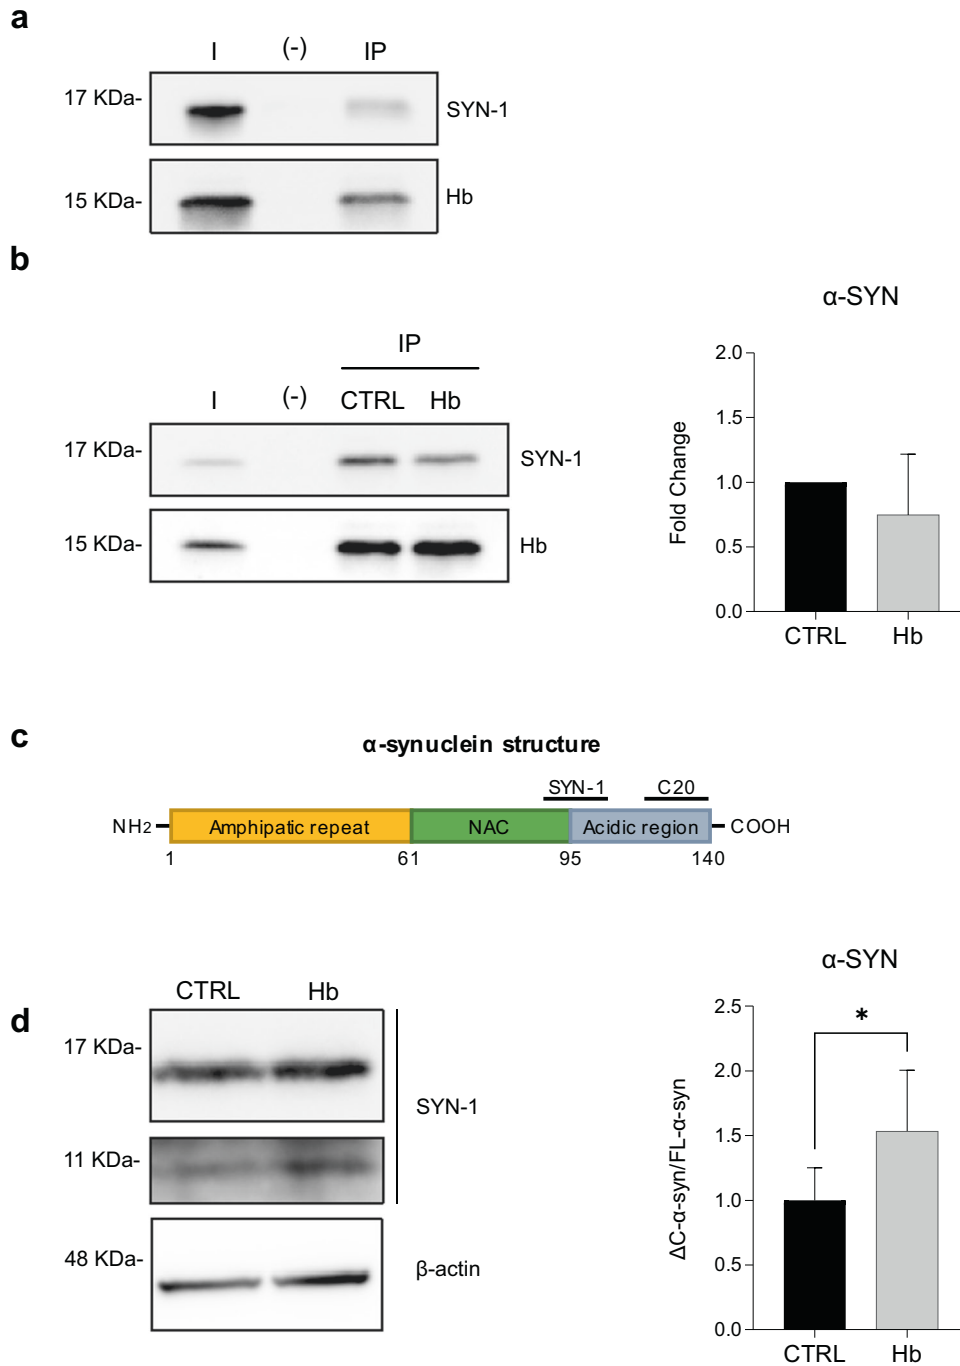 a
I (-) IP
17 KDa- SYN-1
15 KDa- Hb
b
α-SYN
IP
I (-) CTRL Hb
17 KDa- SYN-1
15 KDa- Hb
Fold Change
2.0
1.5
1.0
0.5
0.0
CTRL Hb
c
α-synuclein structure
SYN-1 C20
NH2 Amphipatic repeat NAC Acidic region COOH
1 61 95 140
d
CTRL Hb
17 KDa-
SYN-1
11 KDa-
48 KDa-
β-actin
α-SYN
ΔC-α-syn/FL-α-syn
2.5
2.0
1.5
1.0
0.5
0.0
*
CTRL Hb